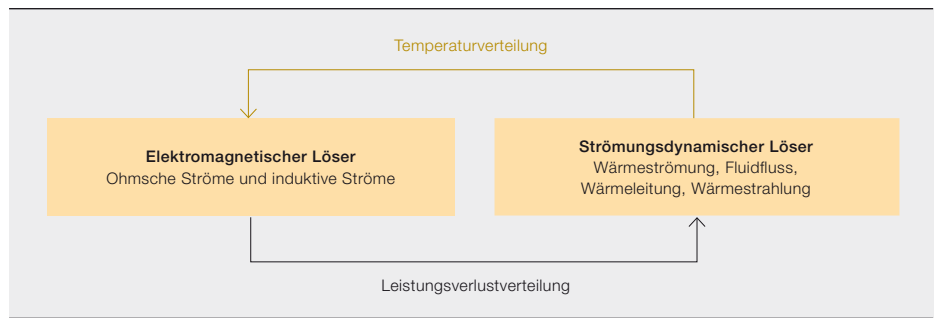 Temperaturverteilung
Elektromagnetischer Löser
Ohmsche Ströme und induktive Ströme
Strömungsdynamischer Löser
Wärmeströmung, Fluidfluss,
Wärmeleitung, Wärmestrahlung
Leistungsverlustverteilung